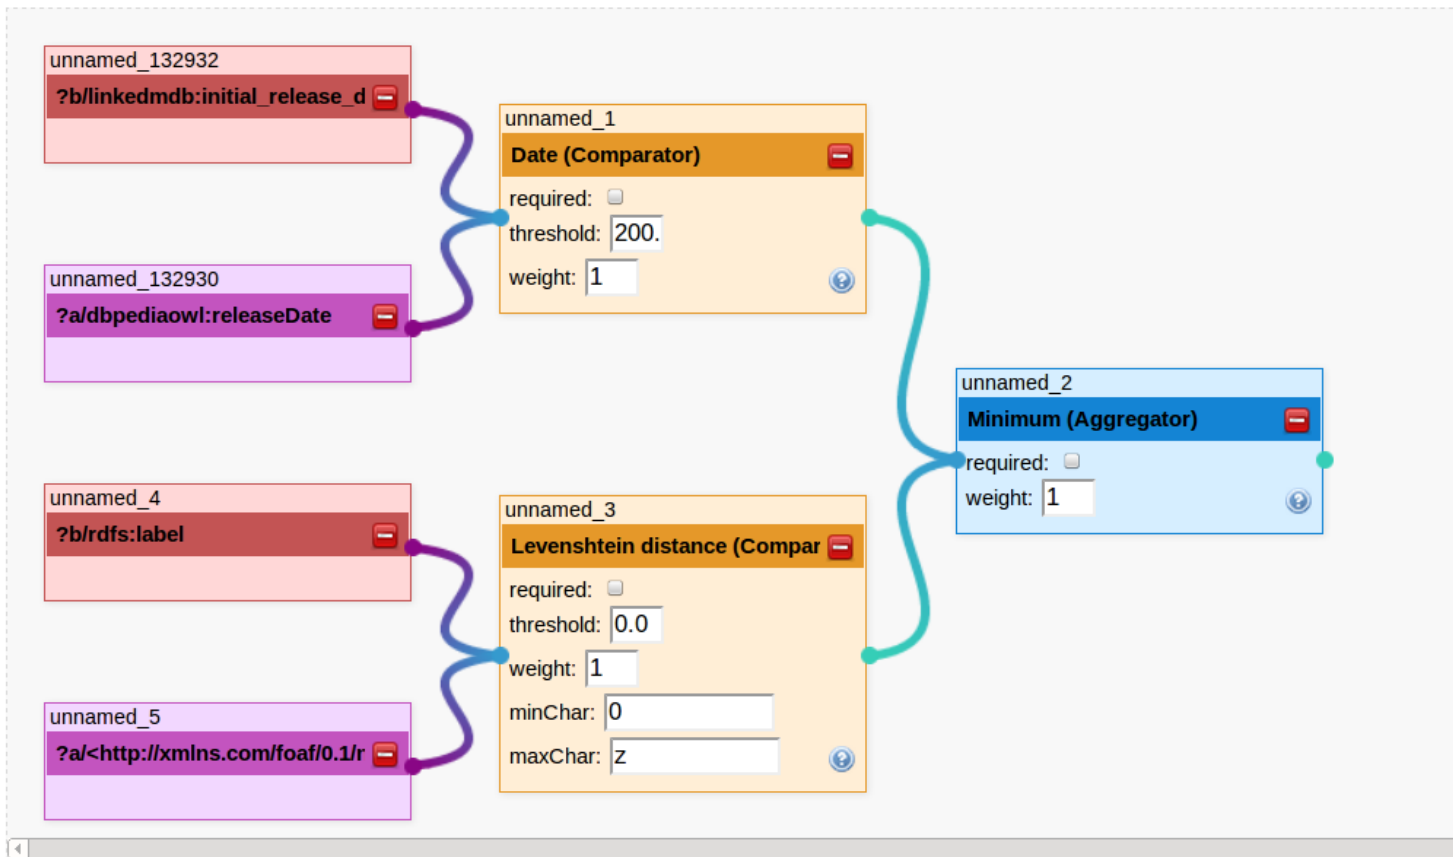 unnamed_132932
?b/linkedmdb:initial_release_d
unnamed_1
Date (Comparator)
required:
threshold: 200.
weight: 1
unnamed_132930
?a/dbpediaowl:releaseDate
unnamed_2
Minimum (Aggregator)
required:
weight: 1
unnamed_4
?b/rdfs:label
unnamed_3
Levenshtein distance (Compar
required:
threshold: 0.0
weight: 1
minChar: 0
maxChar: z
unnamed_5
?a/<http://xmlns.com/foaf/0.1/r